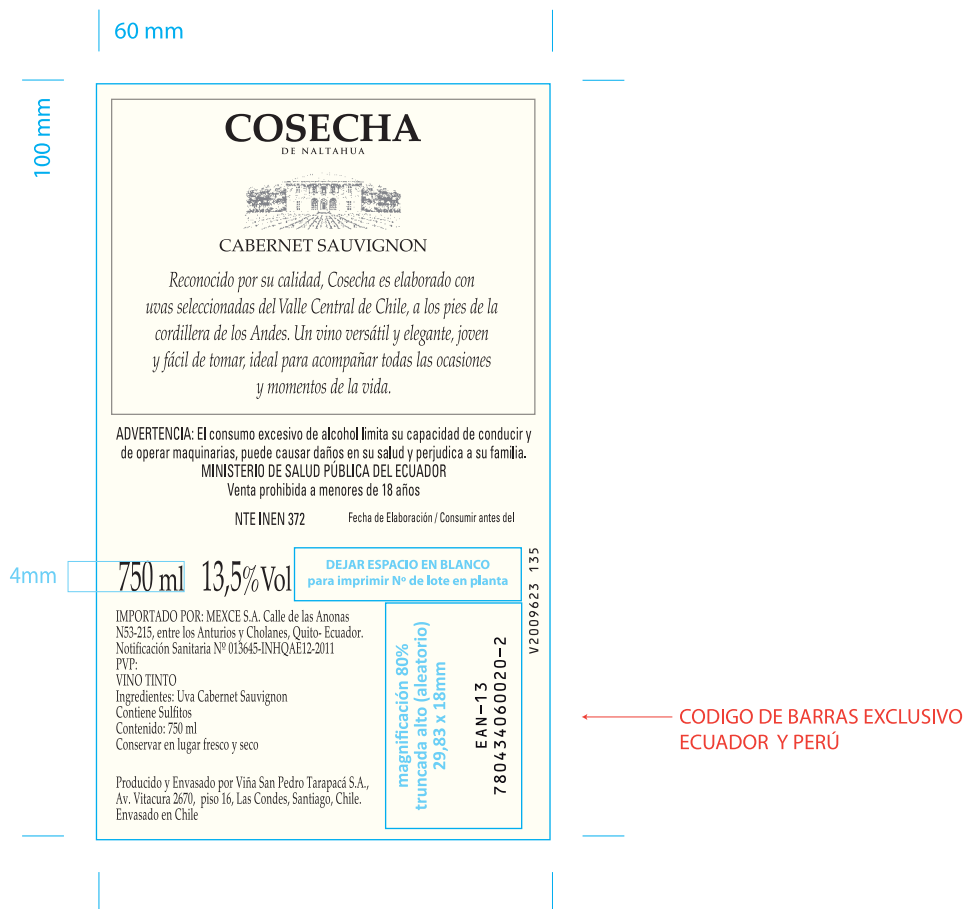 60 mm
100 mm
COSECHA
DE NALTAHUA
CABERNET SAUVIGNON
Reconocido por su calidad, Cosecha es elaborado con
uvas seleccionadas del Valle Central de Chile, a los pies de la
cordillera de los Andes. Un vino versátil y elegante, joven
y fácil de tomar, ideal para acompañar todas las ocasiones
y momentos de la vida.
ADVERTENCIA: El consumo excesivo de alcohol limita su capacidad de conducir y
de operar maquinarias, puede causar daños en su salud y perjudica a su familia.
MINISTERIO DE SALUD PÚBLICA DEL ECUADOR
Venta prohibida a menores de 18 años
NTE INEN 372 Fecha de Elaboración / Consumir antes del
4mm
750 ml 13,5%Vol
DEJAR ESPACIO EN BLANCO
para imprimir Nº de lote en planta
V2009623 135
IMPORTADO POR: MEXCE S.A. Calle de las Anonas
N53-215, entre los Anturios y Cholanes, Quito- Ecuador.
Notificación Sanitaria Nº 013645-INHQAE12-2011
PVP:
VINO TINTO
Ingredientes: Uva Cabernet Sauvignon
Contiene Sulfitos
Contenido: 750 ml
Conservar en lugar fresco y seco
Producido y Envasado por Viña San Pedro Tarapacá S.A.,
Av. Vitacura 2670, piso 16, Las Condes, Santiago, Chile.
Envasado en Chile
magnificación 80%
truncada alto (aleatorio)
29,83 x 18mm
EAN-13
780434060020-2
CODIGO DE BARRAS EXCLUSIVO
ECUADOR Y PERÚ